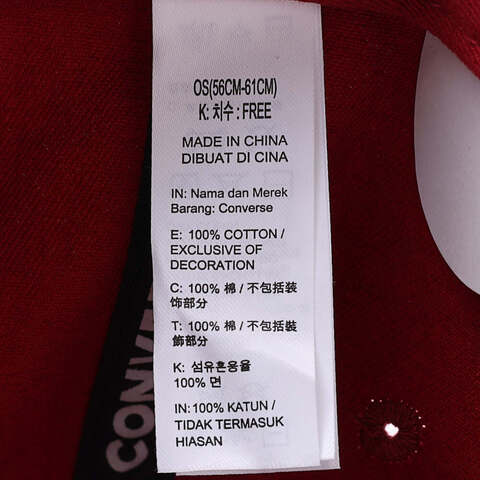 OS(56CM-61CM)
K: 치수 : FREE
MADE IN CHINA
DIBUAT DI CINA
IN: Nama dan Merek
Barang: Converse
E: 100% COTTON /
EXCLUSIVE OF
DECORATION
C: 100% 棉 / 不包括装
饰部分
T: 100% 棉 / 不包括裝
飾部分
K: 섬유혼용율
100% 면
IN: 100% KATUN /
TIDAK TERMASUK
HIASAN
CONVER